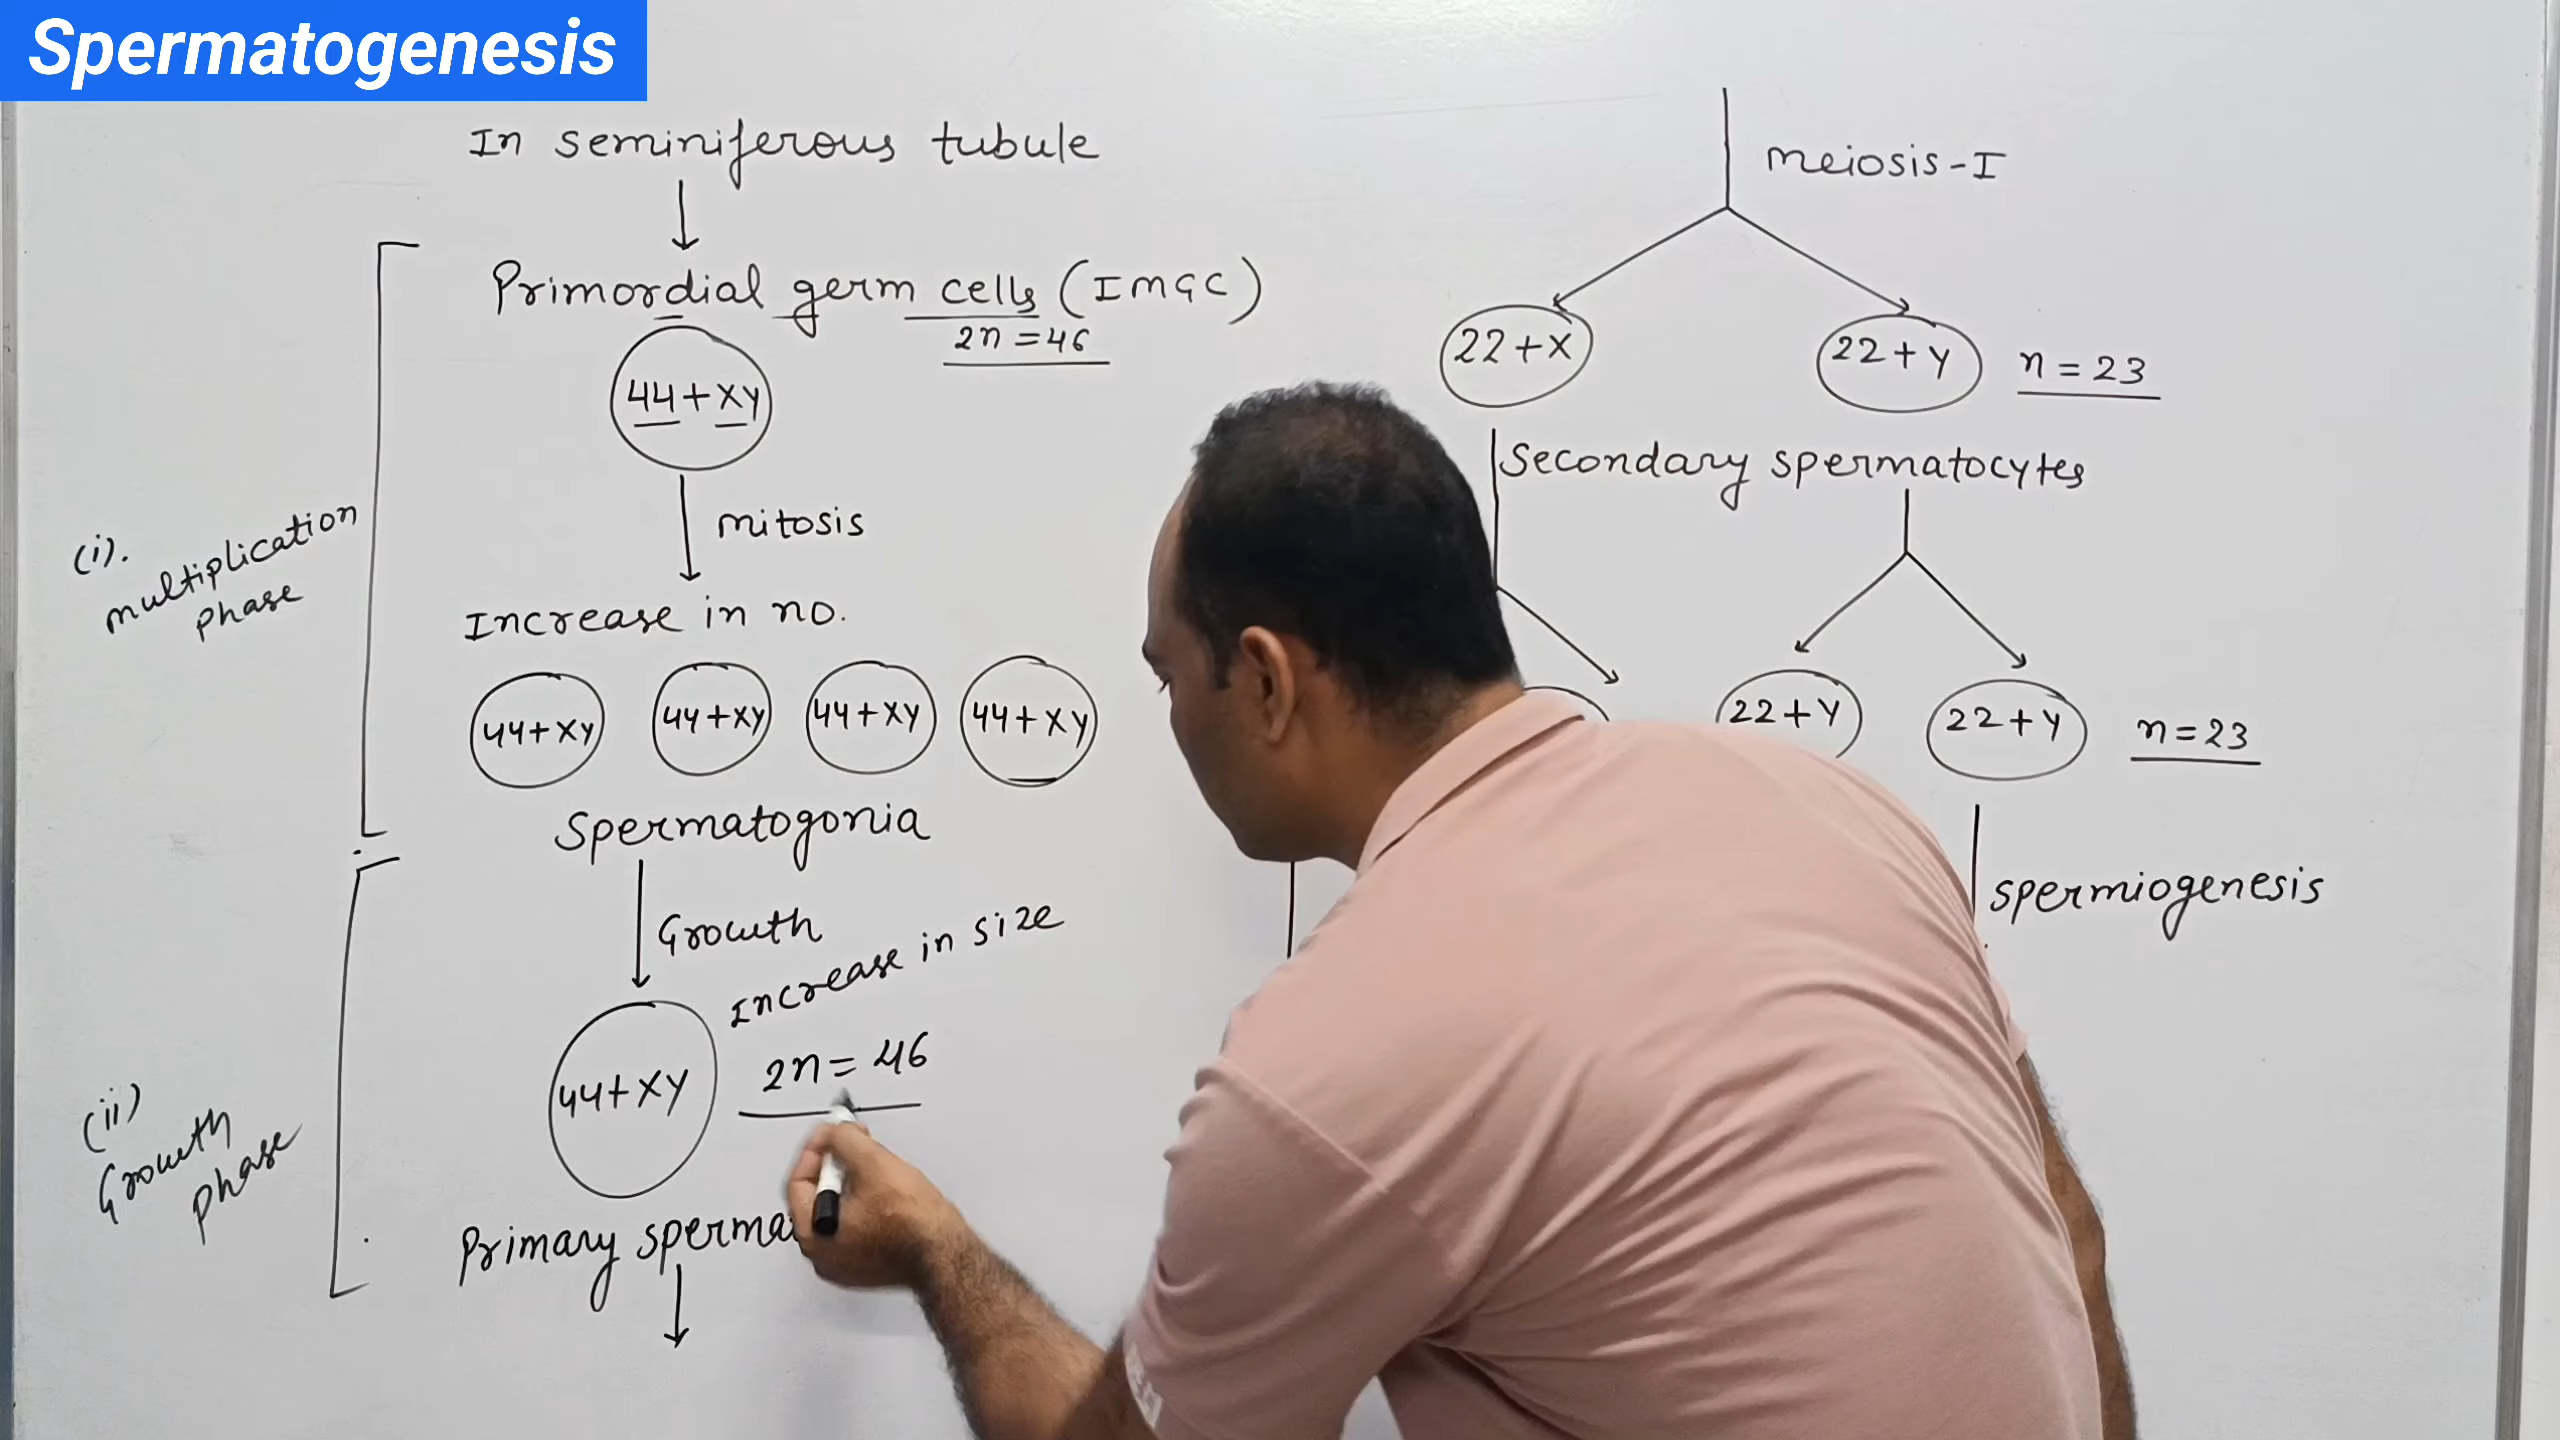 Spermatogenesis
In seminiferous tubule
Primordial germ cells (IMGC)
2n = 46
44 + XY
mitosis
(i).
multiplication
phase
Increase in no.
44 + XY 44 + XY 44 + XY 44 + XY
Spermatogonia
Growth
Increase in size
44 + XY
2n = 46
(ii)
Growth
phase
Primary
meiosis - I
22 + X 22 + Y n = 23
Secondary spermatocytes
22 + Y 22 + Y n = 23
spermiogenesis